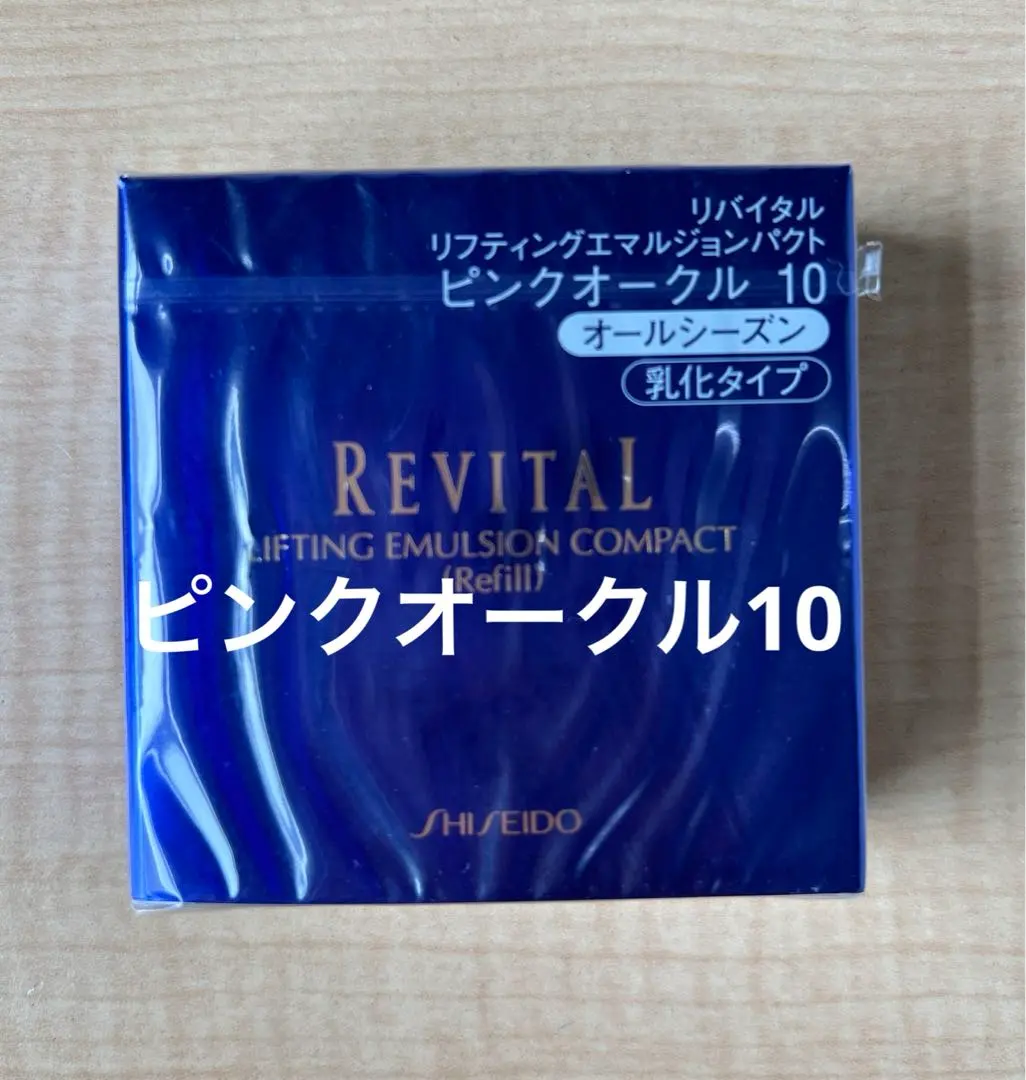 リバイタル
リフティングエマルジョンパクト
ピンクオークル 10
オールシーズン
乳化タイプ
REVITAL
LIFTING EMULSION COMPACT
(Refill)
ピンクオークル10
SHISEIDO